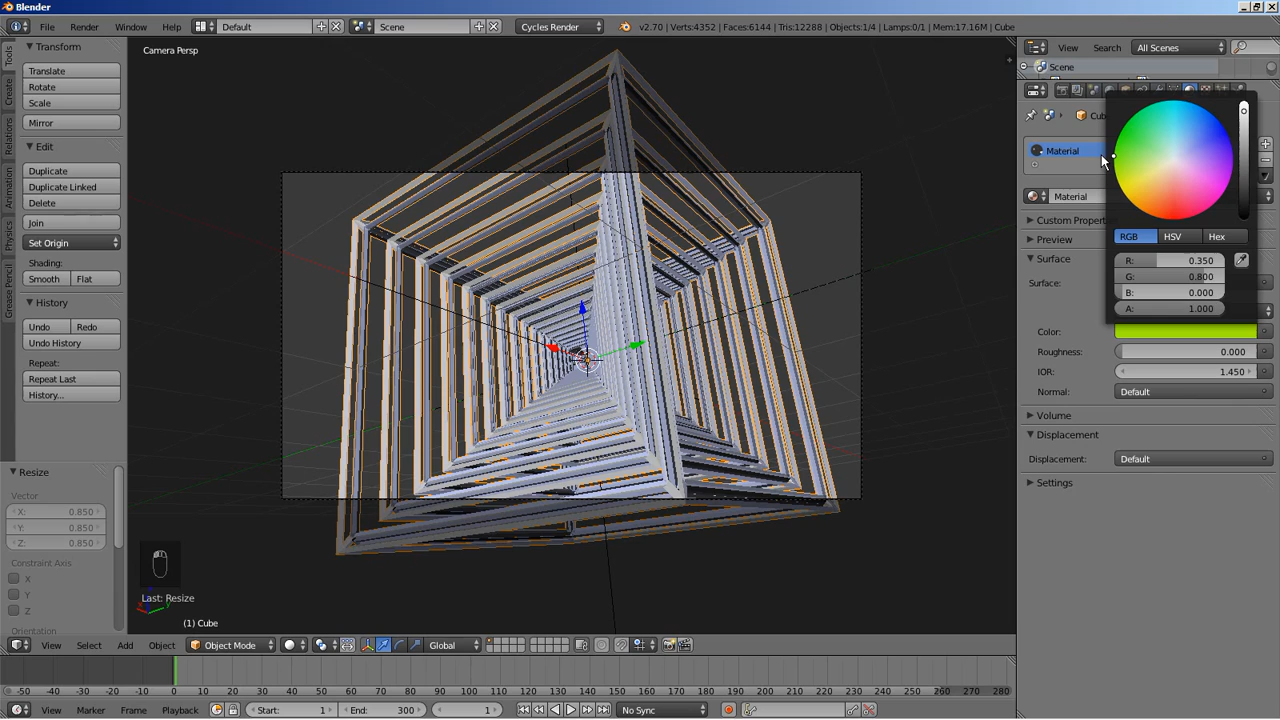 Blender
File Render Window Help Default Scene Cycles Render v2.70 | Verts:4352 | Faces:6144 | Tris:12288 | Objects:1/4 | Lamps:0/1 | Mem:17.16M | Cube
Transform
Translate
Rotate
Scale
Mirror
Edit
Duplicate
Duplicate Linked
Delete
Join
Set Origin
Shading:
Smooth Flat
History
Undo Redo
Undo History
Repeat:
Repeat Last
History...
Tools
Create
Relations
Animation
Physics
Grease Pencil
Resize
Vector
X: 0.850
Y: 0.850
Z: 0.850
Constraint Axis
X
Y
Z
Orientation
Camera Persp
Last: Resize
(1) Cube
View Select Add Object Object Mode Global
View Search All Scenes
Scene
Material
Material
Custom
Preview
Surface
Surface:
RGB HSV Hex
R: 0.350
G: 0.800
B: 0.000
A: 1.000
Color:
Roughness: 0.000
IOR: 1.450
Normal: Default
Volume
Displacement
Displacement: Default
Settings
-50 -40 -30 -20 -10 0 10 20 30 40 50 60 70 80 90 100 110 120 130 140 150 160 170 180 190 200 210 220 230 240 250 260 270 280
View Marker Frame Playback Start: 1 End: 300 1 No Sync